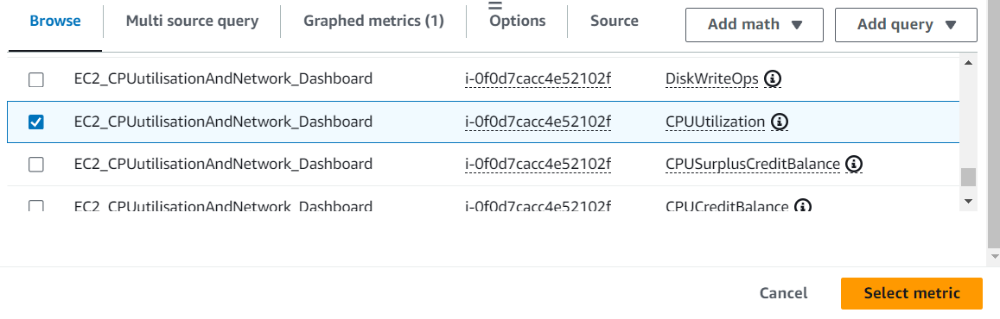 Browse Multi source query Graphed metrics (1) Options Source Add math Add query
EC2_CPUutilisationAndNetwork_Dashboard i-0f0d7cacc4e52102f DiskWriteOps
EC2_CPUutilisationAndNetwork_Dashboard i-0f0d7cacc4e52102f CPUUtilization
EC2_CPUutilisationAndNetwork_Dashboard i-0f0d7cacc4e52102f CPUSurplusCreditBalance
EC2_CPUutilisationAndNetwork_Dashboard i-0f0d7cacc4e52102f CPUCreditBalance
Cancel Select metric